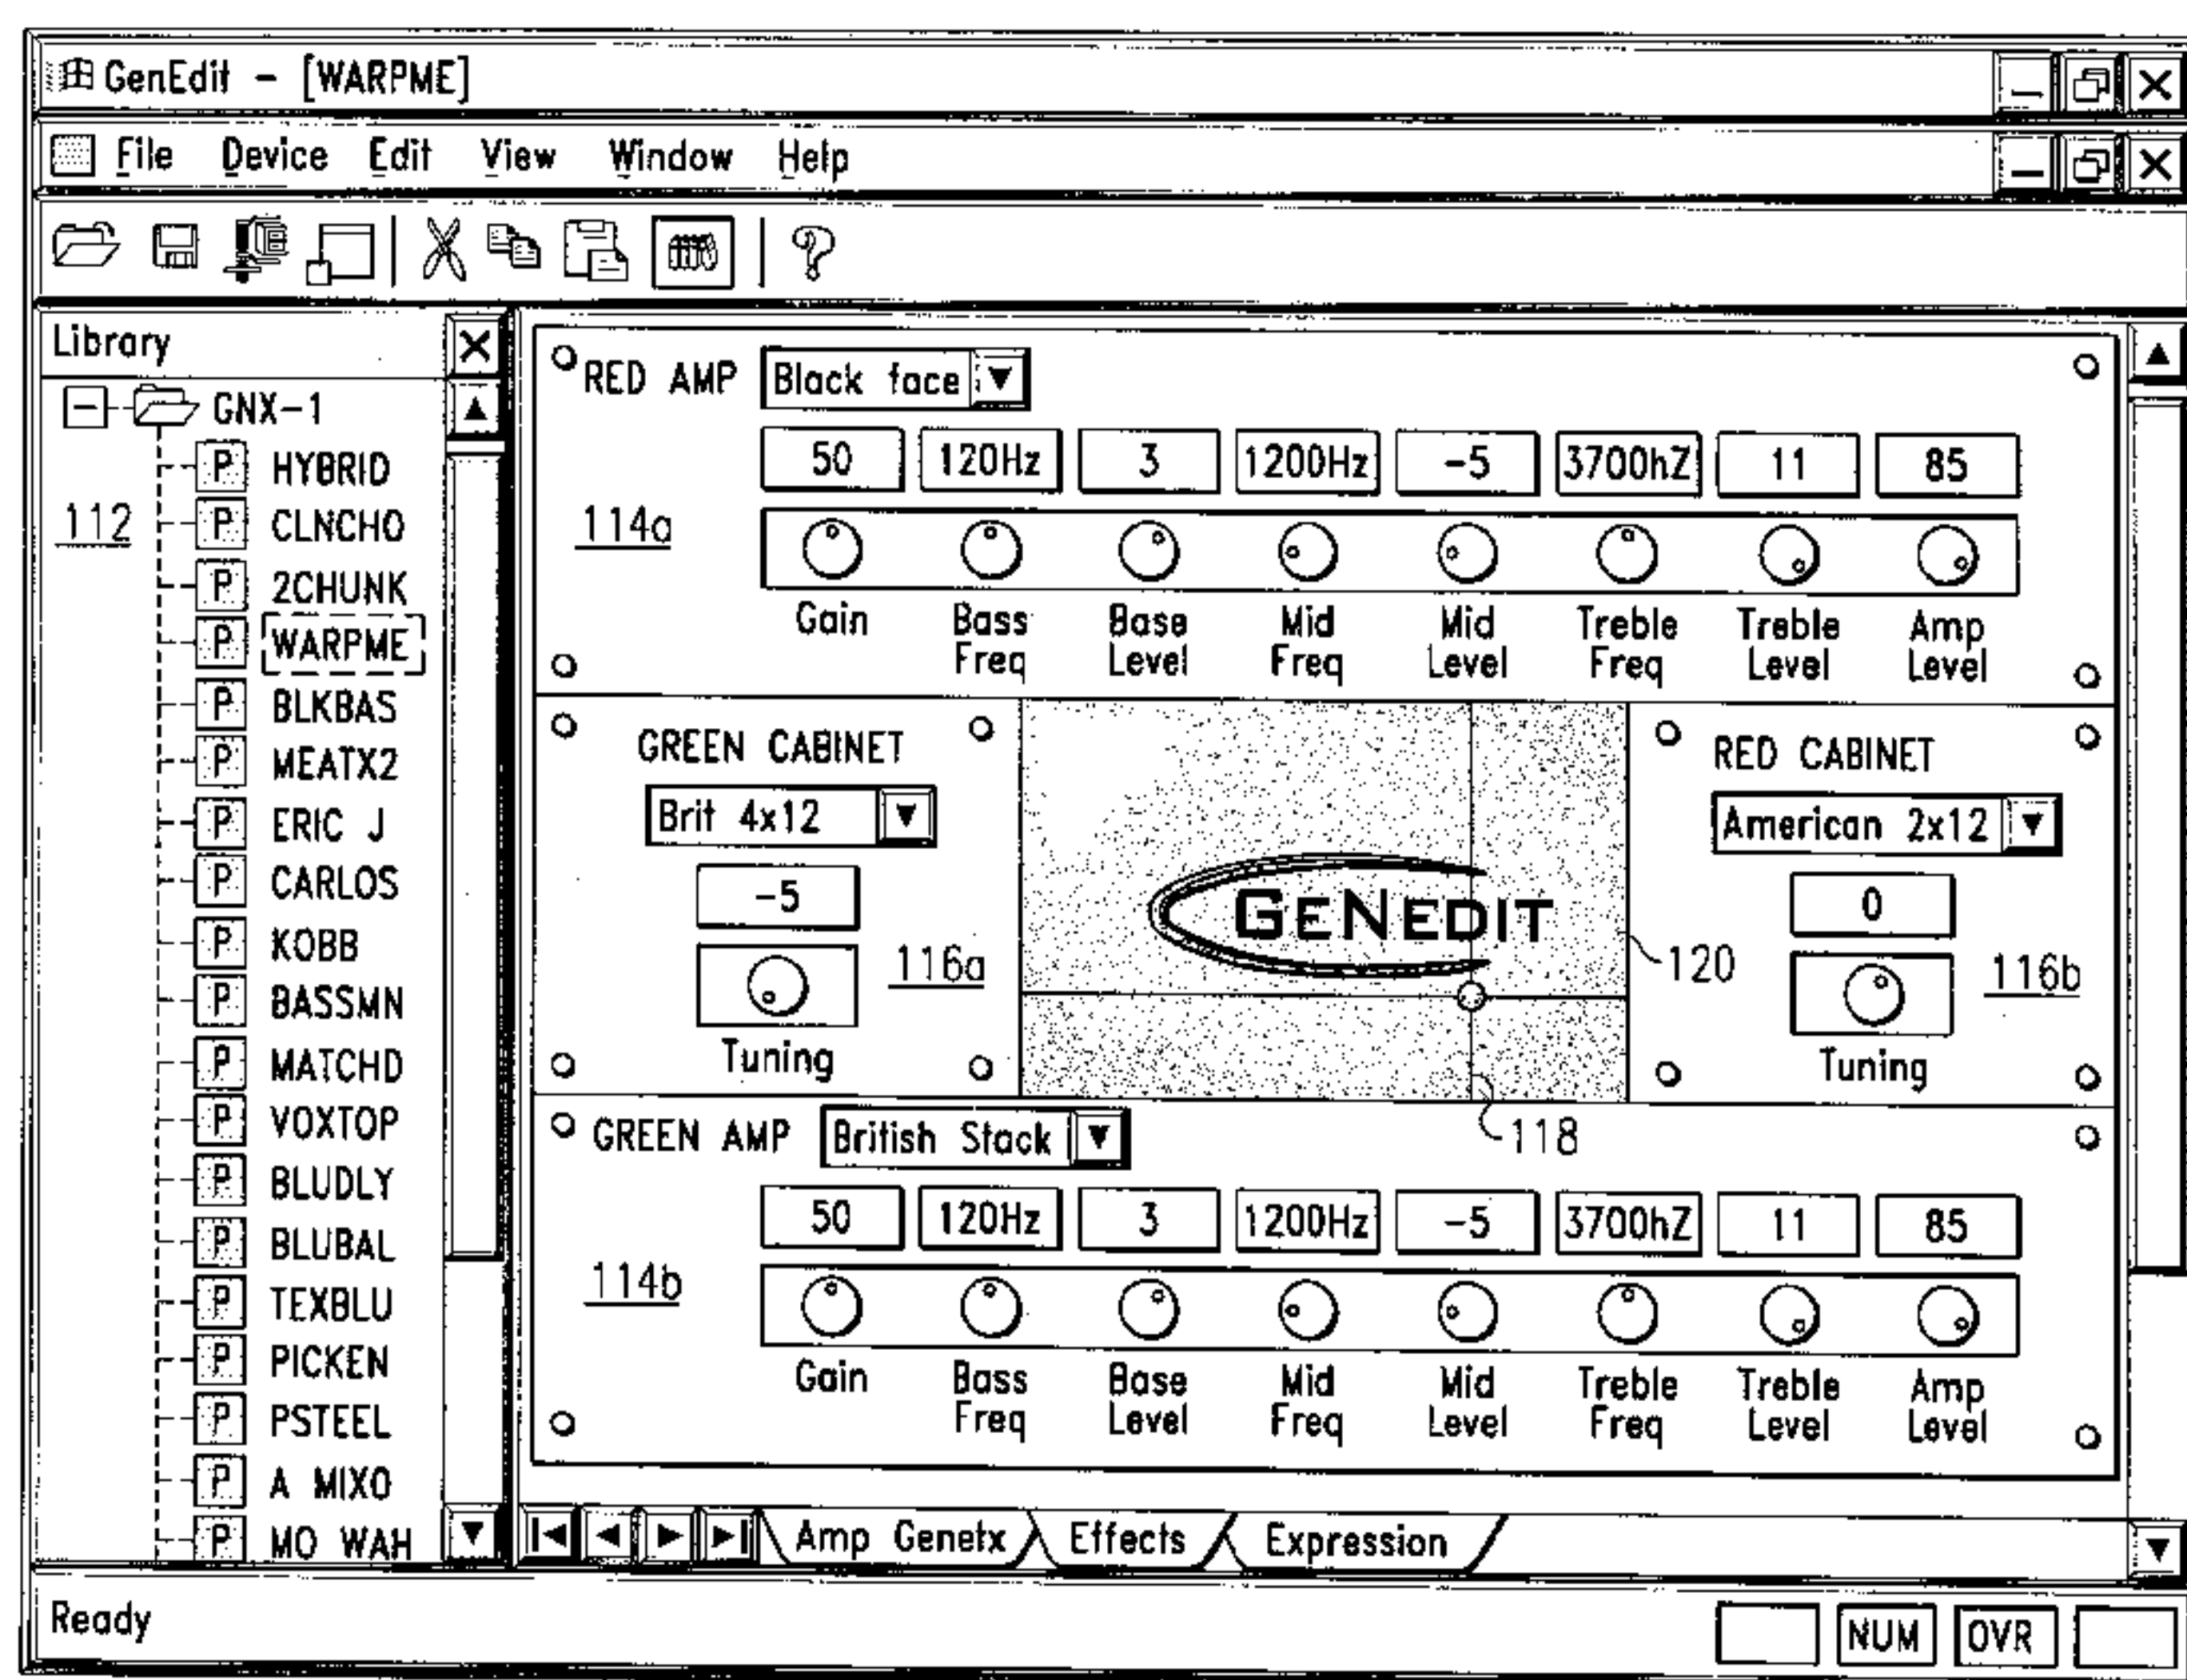 GenEdit - [WARPME]
File Device Edit View Window Help
Library
GNX-1
P HYBRID
P CLNCHO
P 2CHUNK
P WARPME
P BLKBAS
P MEATX2
P ERIC J
P CARLOS
P KOBB
P BASSMN
P MATCHD
P VOXTOP
P BLUDLY
P BLUBAL
P TEXBLU
P PICKEN
P PSTEEL
P A MIXO
P MO WAH
112
RED AMP Black face
50 120Hz 3 1200Hz -5 3700hZ 11 85
114a
Gain Bass Freq Base Level Mid Freq Mid Level Treble Freq Treble Level Amp Level
GREEN CABINET
Brit 4x12
-5
116a
Tuning
GENEDIT
120
118
RED CABINET
American 2x12
0
116b
Tuning
GREEN AMP British Stack
50 120Hz 3 1200Hz -5 3700hZ 11 85
114b
Gain Bass Freq Base Level Mid Freq Mid Level Treble Freq Treble Level Amp Level
Amp Genetx Effects Expression
Ready
NUM OVR